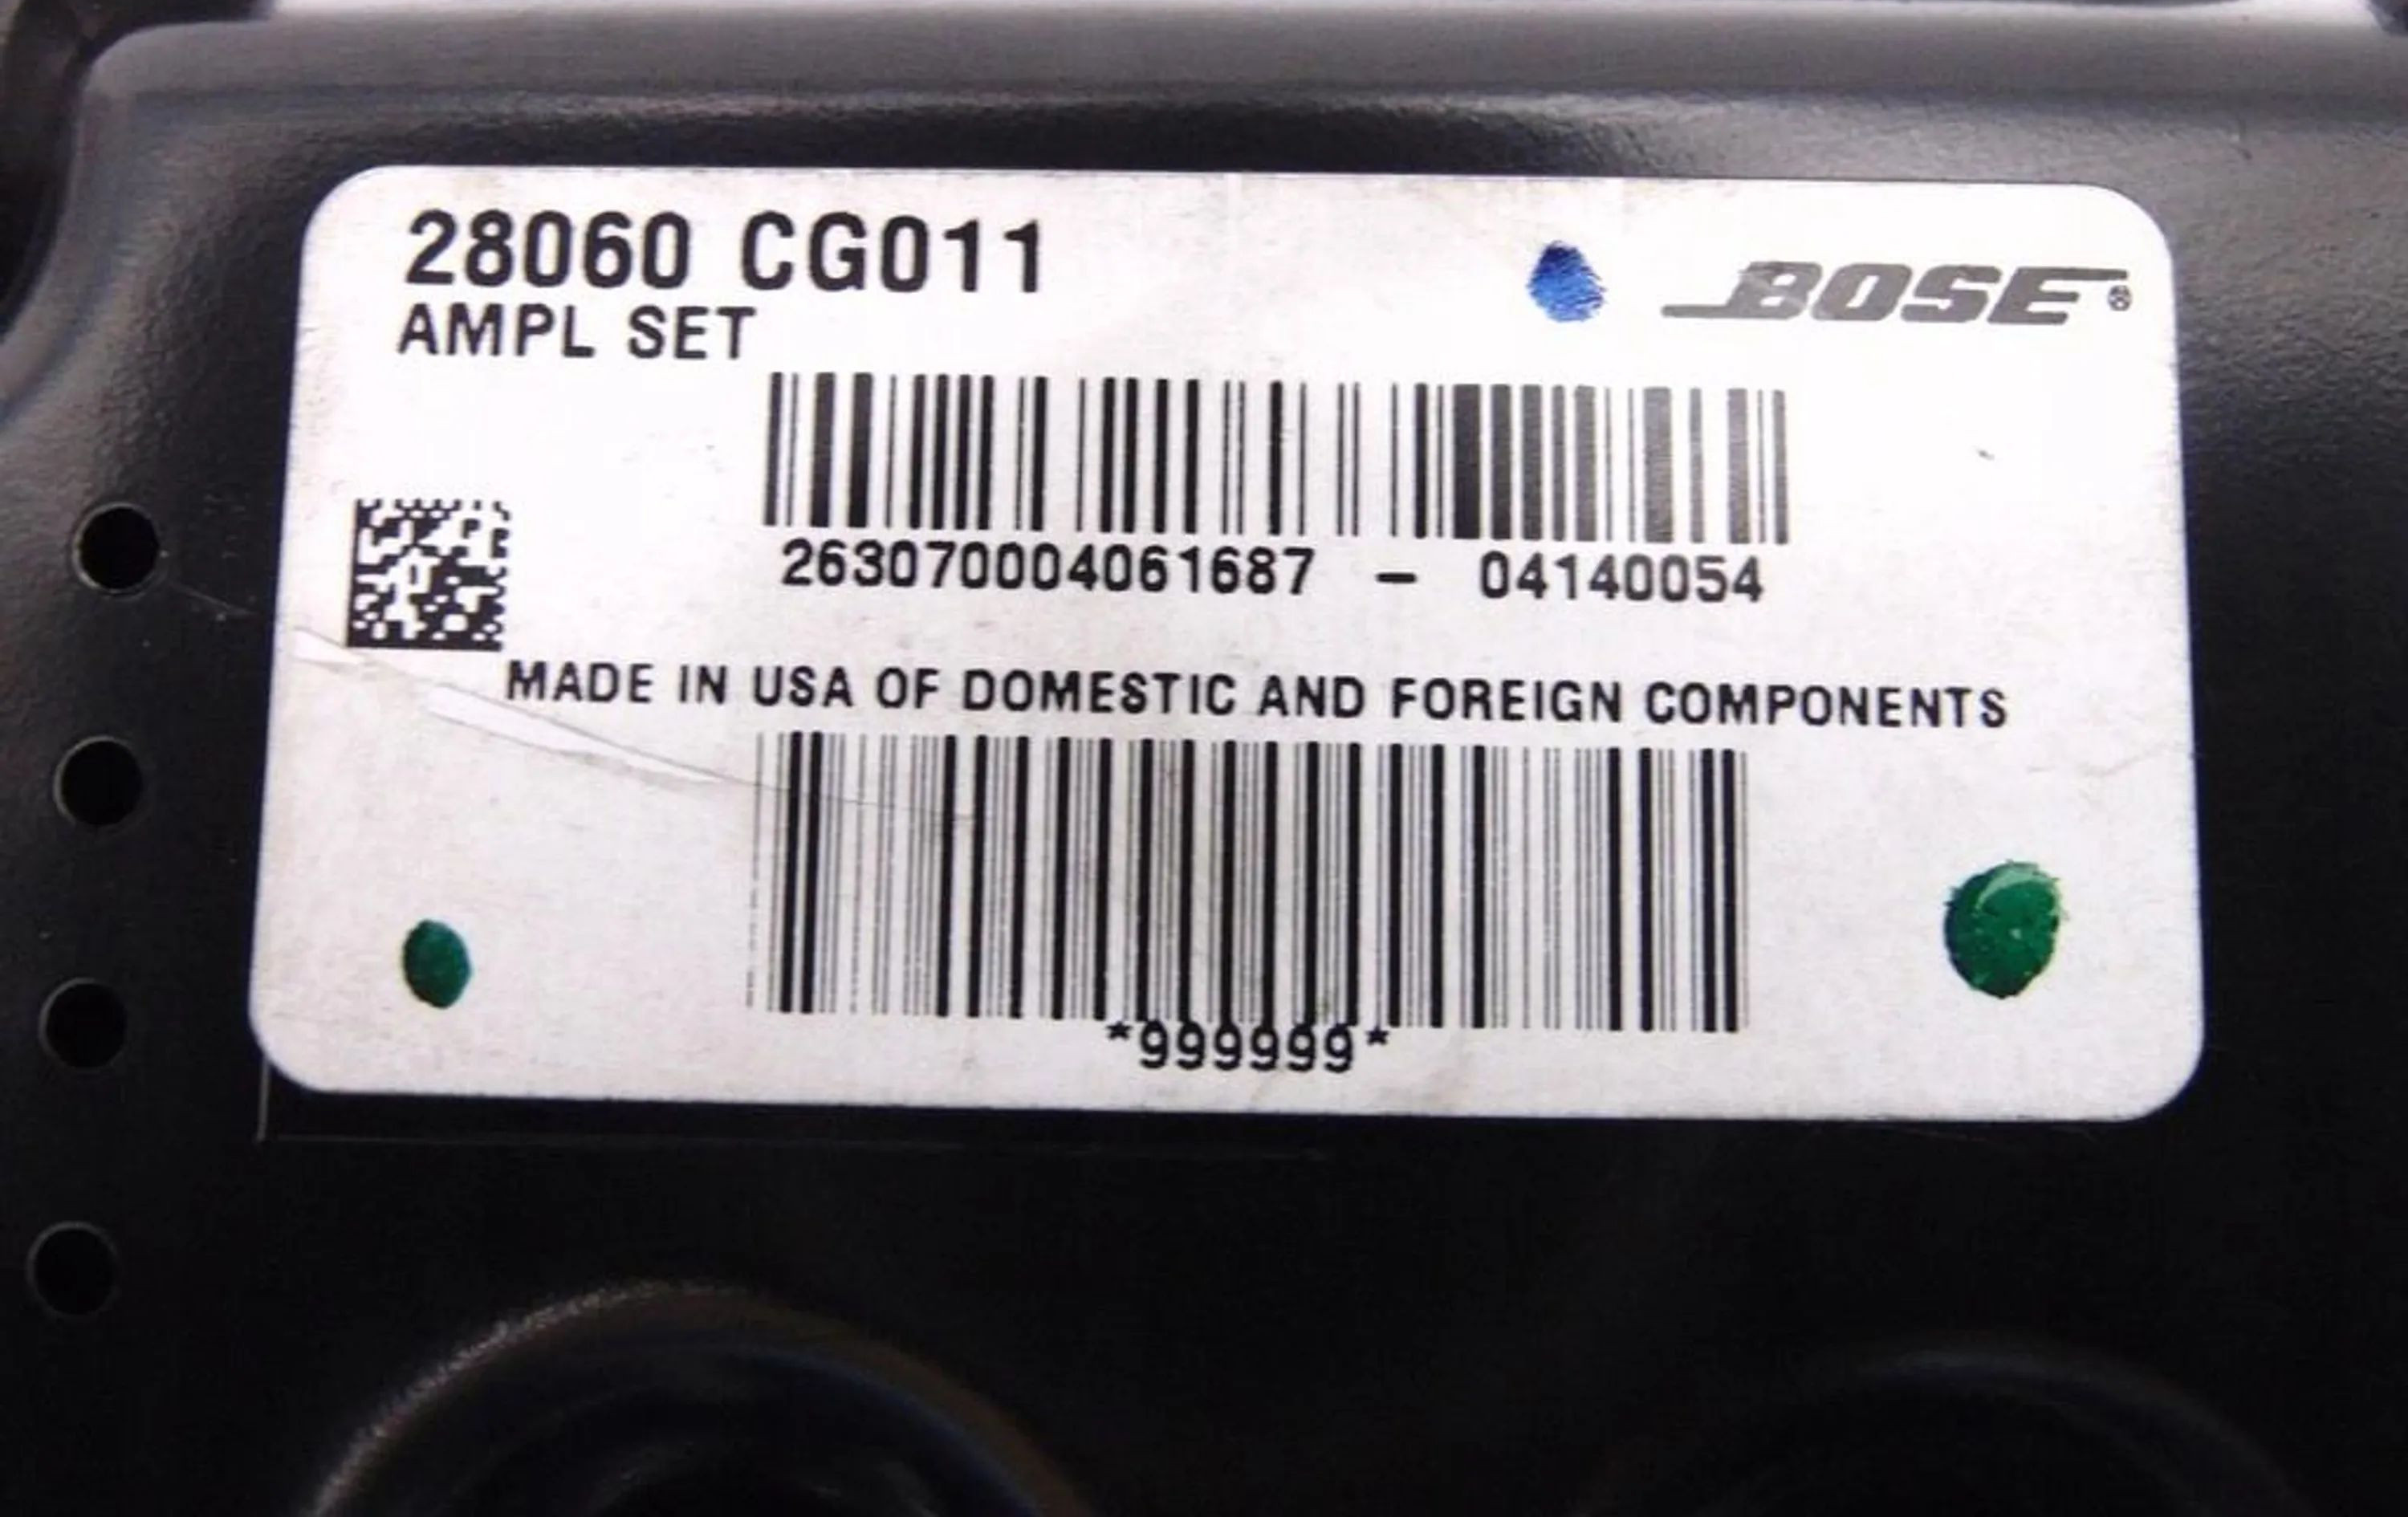 28060 CG011
BOSE®
AMPL SET
263070004061687 - 04140054
MADE IN USA OF DOMESTIC AND FOREIGN COMPONENTS
*999999*